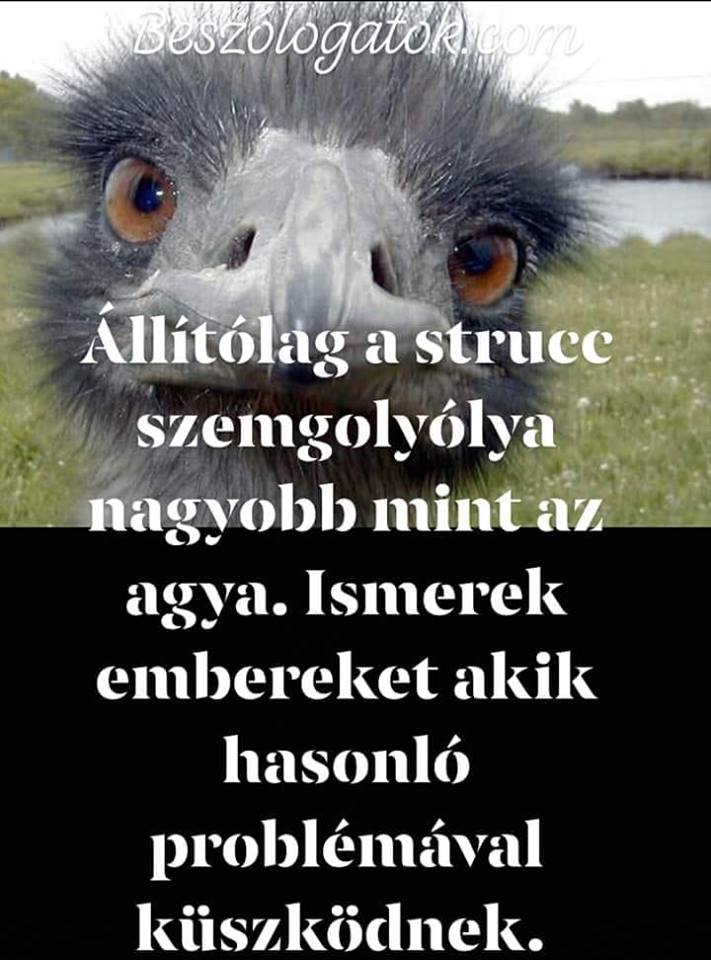 Beszólogatok.com
Állítólag a strucc
szemgolyólya
nagyobb mint az
agya. Ismerek
embereket akik
hasonló
problémával
küszködnek.